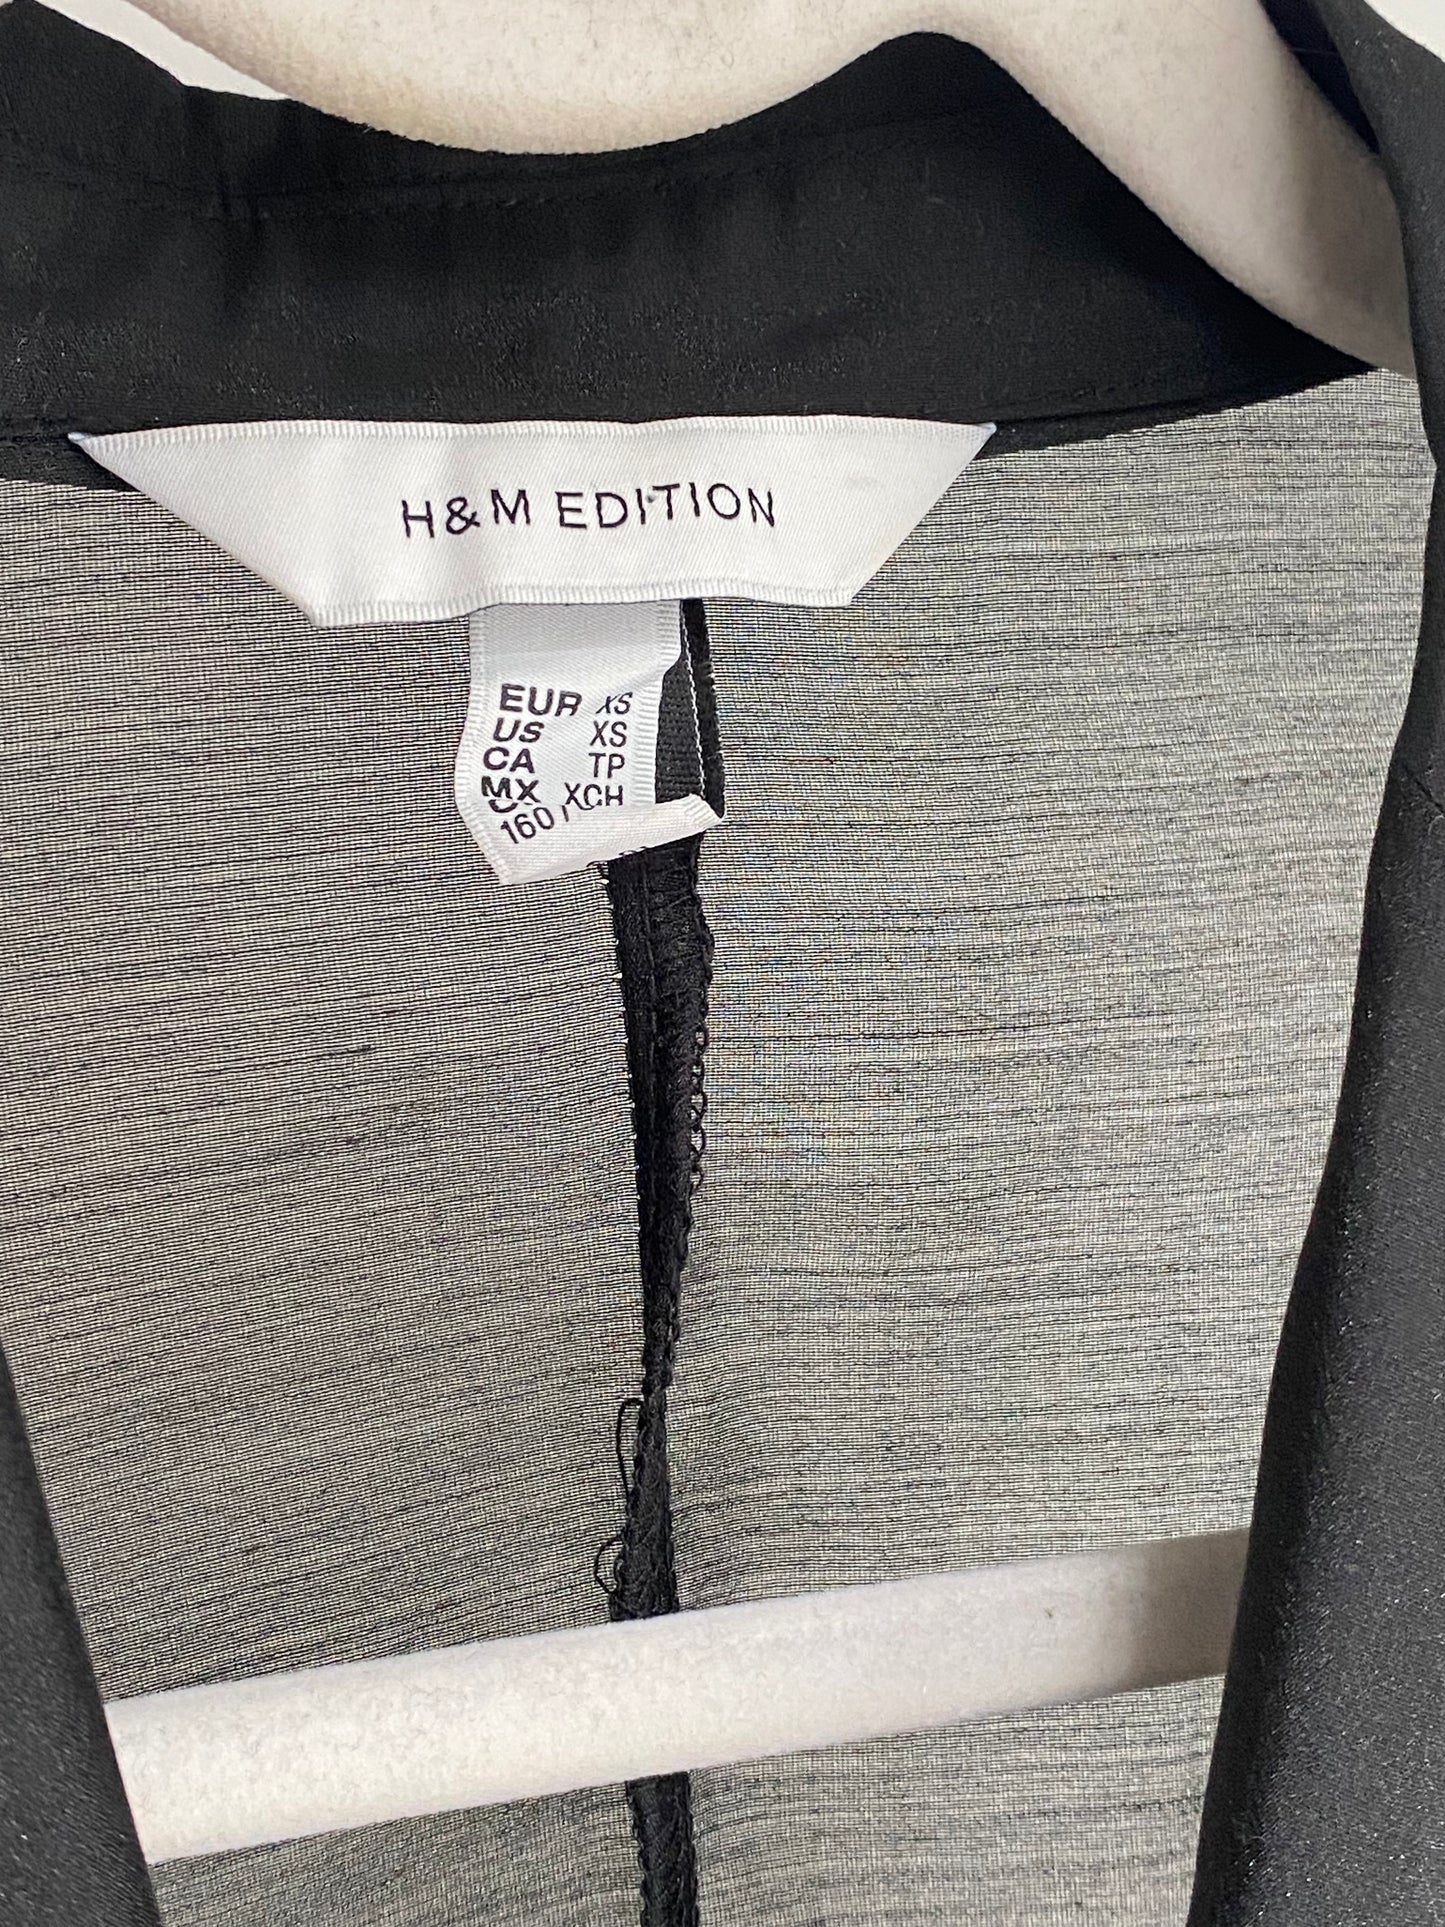 H&M EDITION
EUR XS
US XS
CA TP
MX XCH
160